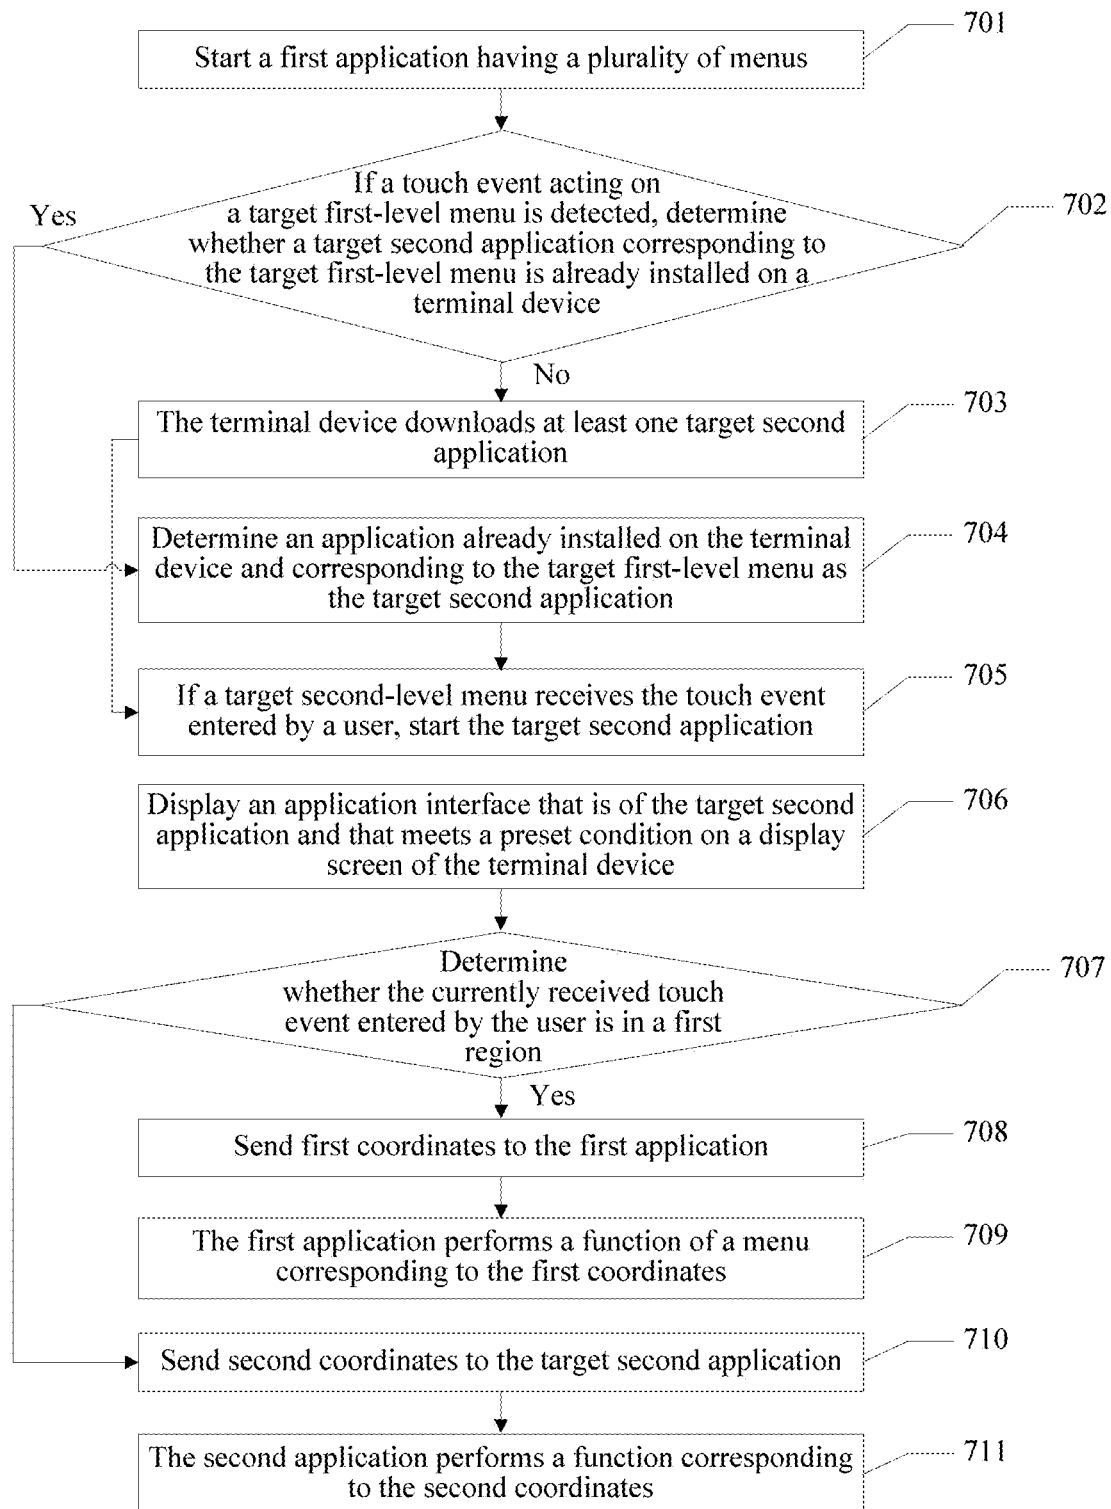 701
Start a first application having a plurality of menus
If a touch event acting on
a target first-level menu is detected, determine
whether a target second application corresponding to
the target first-level menu is already installed on a
terminal device
702
Yes
No
703
The terminal device downloads at least one target second
application
704
Determine an application already installed on the terminal
device and corresponding to the target first-level menu as
the target second application
705
If a target second-level menu receives the touch event
entered by a user, start the target second application
706
Display an application interface that is of the target second
application and that meets a preset condition on a display
screen of the terminal device
707
Determine
whether the currently received touch
event entered by the user is in a first
region
Yes
708
Send first coordinates to the first application
709
The first application performs a function of a menu
corresponding to the first coordinates
710
Send second coordinates to the target second application
711
The second application performs a function corresponding
to the second coordinates